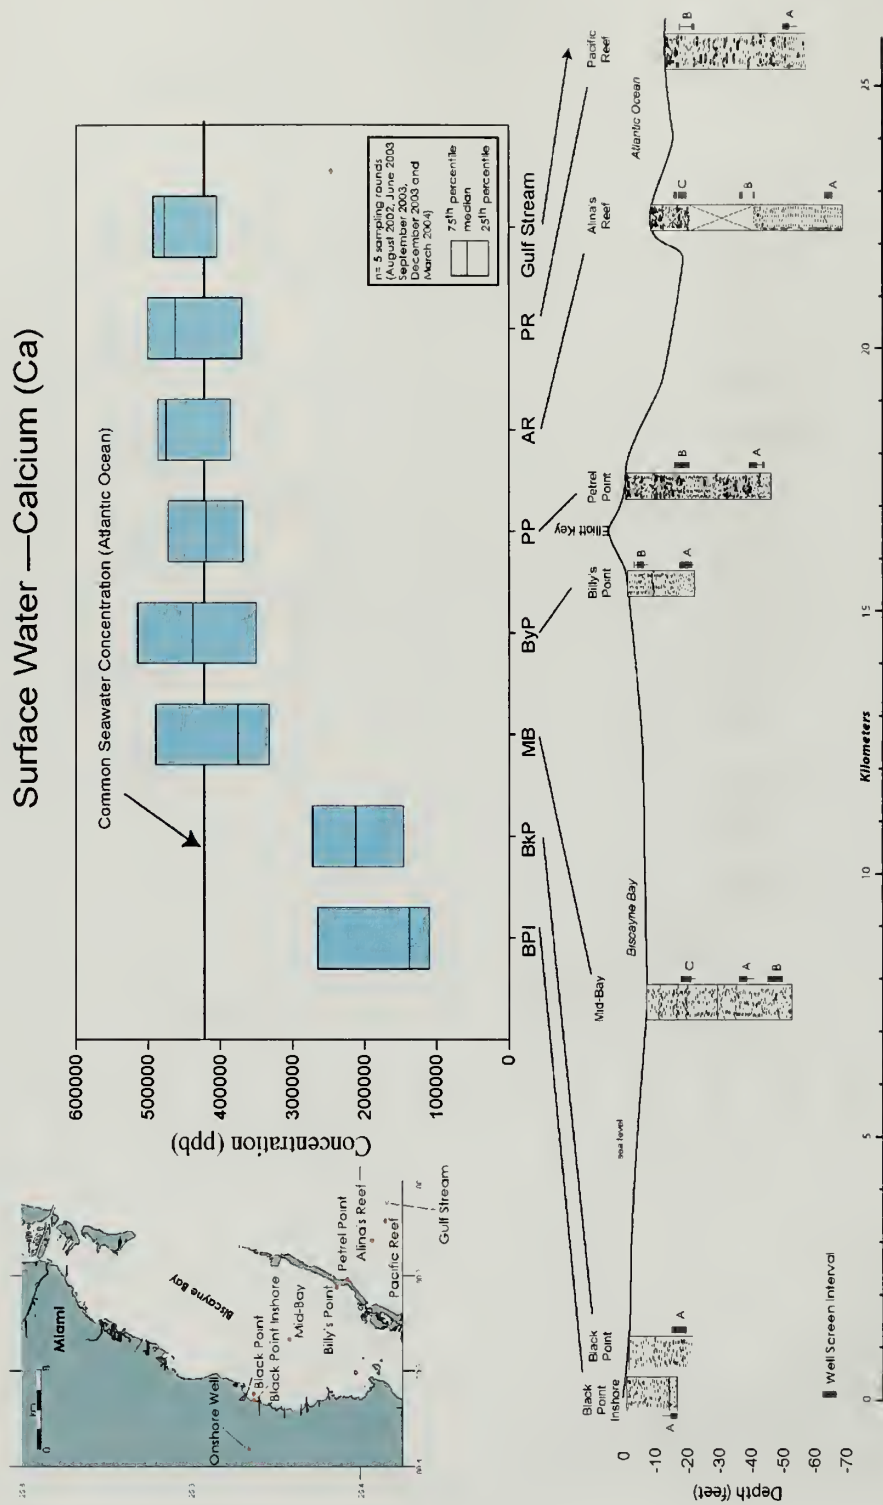 Surface Water —Calcium (Ca)
Common Seawater Concentration (Atlantic Ocean)
600000
500000
400000
300000
200000
100000
0
Concentration (ppb)
n= 5 sampling rounds
(August 2002, June 2003
September 2003,
December 2003 and
March 2004)
75th percentile
median
25th percentile
BPI
BkP
MB
ByP
PP
AR
PR
Gulf Stream
Miami
Biscayne Bay
Onshore Well
Black Point
Black Point Inshore
Mid-Bay
Billy's Point
Petrel Point
Alina's Reef
Pacific Reef
Gulf Stream
km
0
Black
Point
Inshore
Black
Point
Mid-Bay
Billy's
Point
Elliott Key
Petrel
Point
Alina's
Reef
Pacific
Reef
sea level
Biscayne Bay
Atlantic Ocean
A
A
C
A
B
B
A
B
A
C
B
A
B
A
0
-10
-20
-30
-40
-50
-60
-70
Depth (feet)
Well Screen Interval
0
5
10
15
20
25
Kilometers